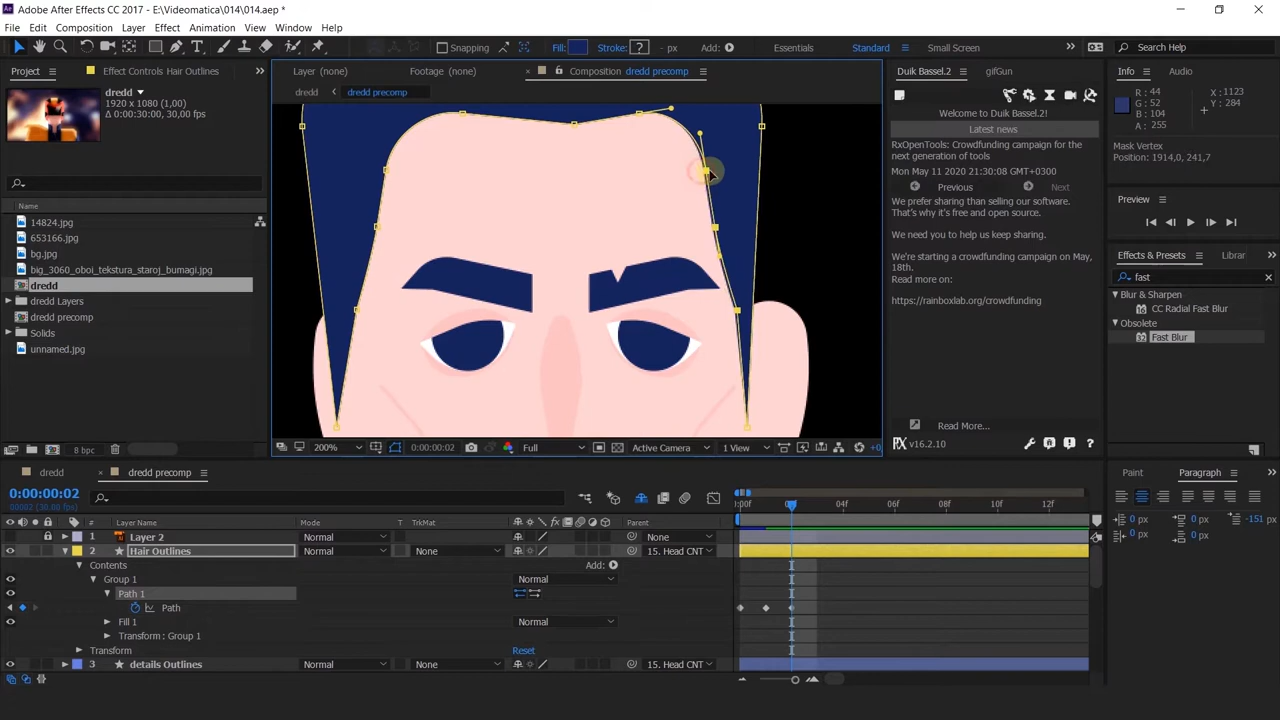 Adobe After Effects CC 2017 - E:\Videomatica\014\014.aep *
File Edit Composition Layer Effect Animation View Window Help
Snapping Fill: Stroke: ? - px Add: Essentials Standard Small Screen Search Help
Project Effect Controls Hair Outlines Layer (none) Footage (none) Composition dredd precomp Duik Bassel.2 gifGun Info Audio
dredd
1920 x 1080 (1,00)
Δ 0:00:30:00, 30,00 fps
dredd dredd precomp
Welcome to Duik Bassel.2!
Latest news
RxOpenTools: Crowdfunding campaign for the next generation of tools
Mon May 11 2020 21:30:08 GMT+0300
Previous Next
We prefer sharing than selling our software. That's why it's free and open source.
We need you to help us keep sharing.
We're starting a crowdfunding campaign on May, 18th.
Read more on:
https://rainboxlab.org/crowdfunding
Read More...
v16.2.10
R: 44
G: 52
B: 104
A: 255
X: 1123
Y: 284
Mask Vertex
Position: 1914,0, 241,7
Preview
Effects & Presets Librar
fast
Blur & Sharpen
CC Radial Fast Blur
Obsolete
Fast Blur
Name
14824.jpg
653166.jpg
bg.jpg
big_3060_oboi_tekstura_staroj_bumagi.jpg
dredd
dredd Layers
dredd precomp
Solids
unnamed.jpg
8 bpc
200% 0:00:00:02 Full Active Camera 1 View +0,
dredd dredd precomp
0:00:00:02
00002 (30.00 fps)
:00f 04f 06f 08f 10f 12f
# Layer Name Mode T TrkMat Parent
1 Layer 2 Normal None
2 Hair Outlines Normal None 15. Head CNT
Contents Add:
Group 1 Normal
Path 1
Path
Fill 1 Normal
Transform : Group 1
Transform Reset
3 details Outlines Normal None 15. Head CNT
Paint Paragraph
0 px 0 px -151 px
0 px 0 px